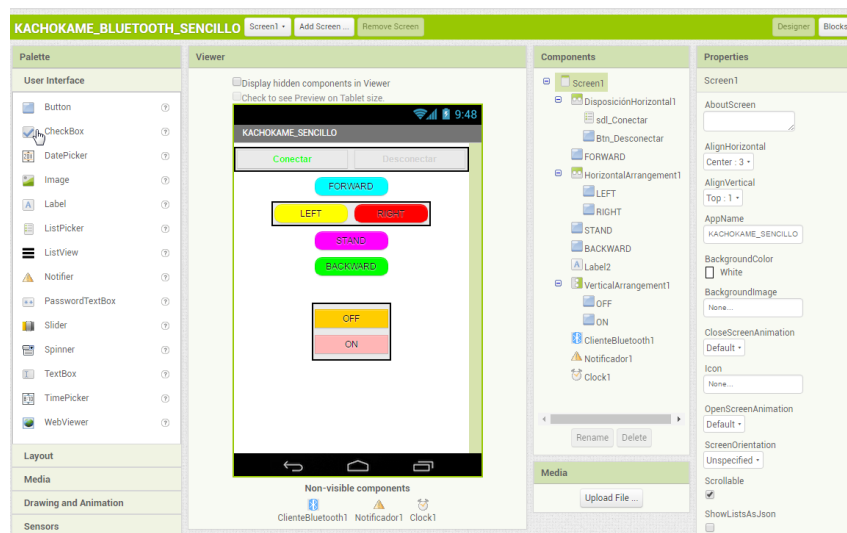 KACHOKAME_BLUETOOTH_SENCILLO
Screen1
Add Screen ...
Remove Screen
Designer
Blocks
Palette
User Interface
Button
CheckBox
DatePicker
Image
Label
ListPicker
ListView
Notifier
PasswordTextBox
Slider
Spinner
TextBox
TimePicker
WebViewer
Layout
Media
Drawing and Animation
Sensors
Viewer
Display hidden components in Viewer
Check to see Preview on Tablet size.
9:48
KACHOKAME_SENCILLO
Conectar
Desconectar
FORWARD
LEFT
RIGHT
STAND
BACKWARD
OFF
ON
Non-visible components
ClienteBluetooth1
Notificador1
Clock1
Components
Screen1
DisposiciónHorizontal1
sdl_Conectar
Btn_Desconectar
FORWARD
HorizontalArrangement1
LEFT
RIGHT
STAND
BACKWARD
Label2
VerticalArrangement1
OFF
ON
ClienteBluetooth1
Notificador1
Clock1
Rename
Delete
Media
Upload File ...
Properties
Screen1
AboutScreen
AlignHorizontal
Center : 3
AlignVertical
Top : 1
AppName
KACHOKAME_SENCILLO
BackgroundColor
White
BackgroundImage
None...
CloseScreenAnimation
Default
Icon
None...
OpenScreenAnimation
Default
ScreenOrientation
Unspecified
Scrollable
ShowListsAsJson